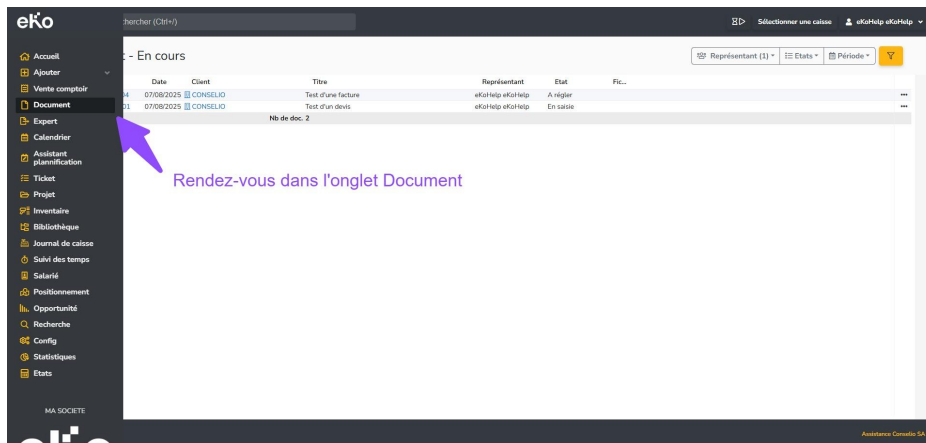 eKo
chercher (Ctrl+/)
Sélectionner une caisse
eKoHelp eKoHelp
Accueil
Ajouter
Vente comptoir
Document
Expert
Calendrier
Assistant
plannification
Ticket
Projet
Inventaire
Bibliothèque
Journal de caisse
Suivi des temps
Salarié
Positionnement
Opportunité
Recherche
Config
Statistiques
Etats
MA SOCIETE
- En cours
Représentant (1)
Etats
Période
Date Client Titre Représentant Etat Fic...
04 07/08/2025 CONSELIO Test d'une facture eKoHelp eKoHelp A régler
01 07/08/2025 CONSELIO Test d'un devis eKoHelp eKoHelp En saisie
Nb de doc. 2
Rendez-vous dans l'onglet Document
Assistance Conselio SA